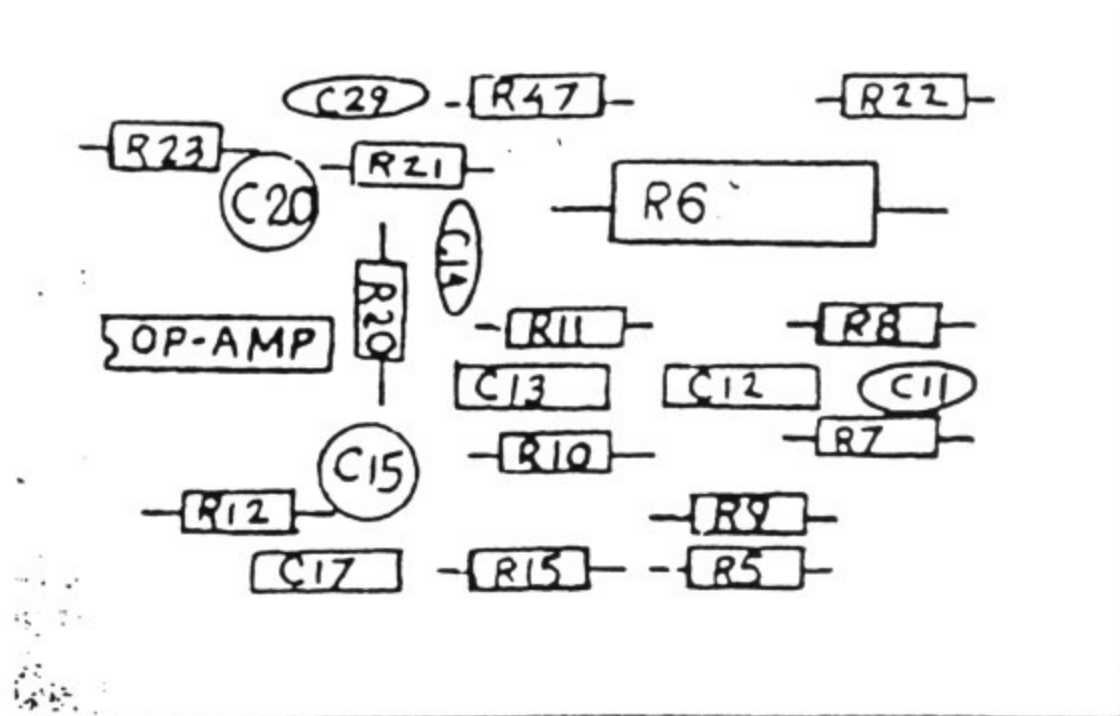 C29 R47 R22
R23 R21
C20 R6
C14
R20
OP-AMP R11 R8
C13 C12 C11
R10 R7
C15
R12 R9
C17 R15 R5